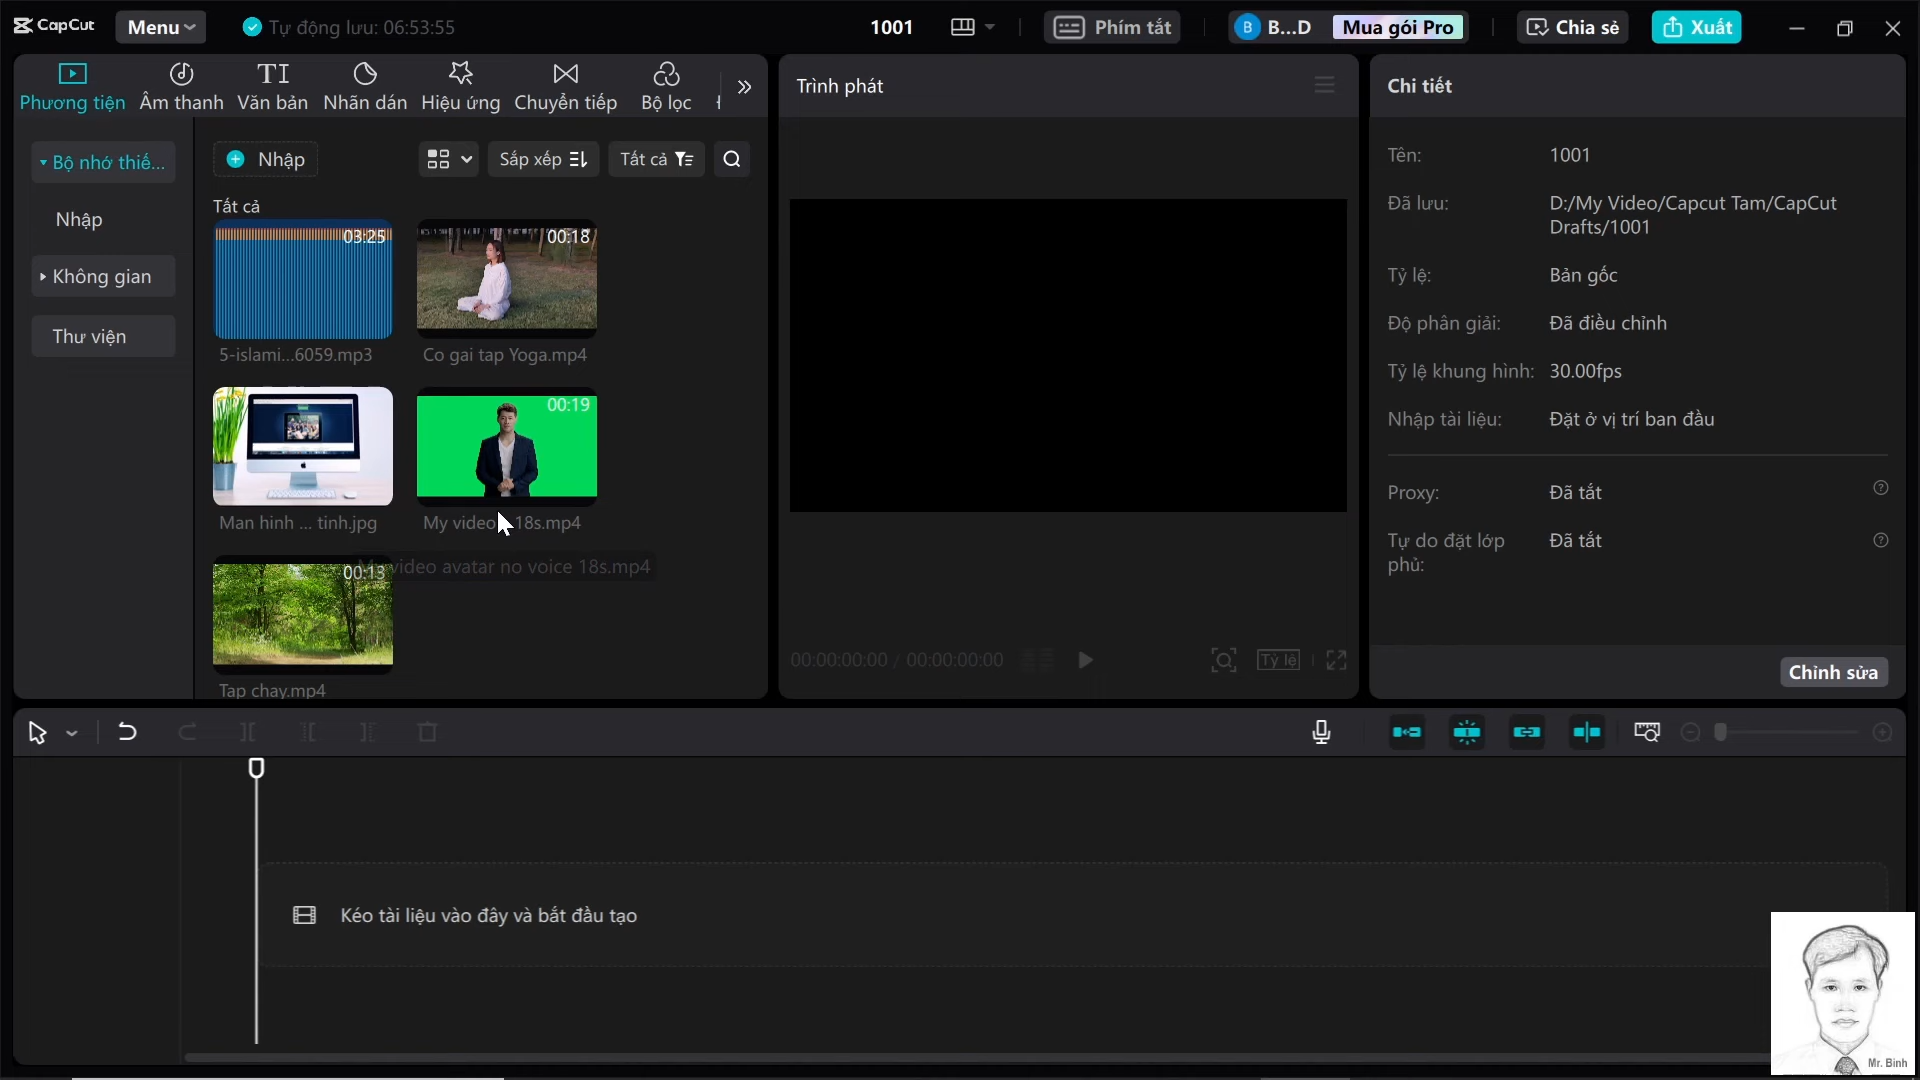 CapCut
Menu
Tự động lưu: 06:53:55
1001
Phím tắt
B
B...D
Mua gói Pro
Chia sẻ
Xuất
Phương tiện
Âm thanh
Văn bản
Nhãn dán
Hiệu ứng
Chuyển tiếp
Bộ lọc
Bộ nhớ thiế...
Nhập
Không gian
Thư viện
Nhập
Sắp xếp
Tất cả
Tất cả
03:25
5-islami...6059.mp3
00:18
Co gai tap Yoga.mp4
Man hinh ... tinh.jpg
00:19
My video 18s.mp4
video avatar no voice 18s.mp4
00:13
Tap chay.mp4
Trình phát
00:00:00:00 / 00:00:00:00
Tỷ lệ
Chi tiết
Tên: 1001
Đã lưu: D:/My Video/Capcut Tam/CapCut
Drafts/1001
Tỷ lệ: Bản gốc
Độ phân giải: Đã điều chỉnh
Tỷ lệ khung hình: 30.00fps
Nhập tài liệu: Đặt ở vị trí ban đầu
Proxy: Đã tắt
Tự do đặt lớp Đã tắt
phủ:
Chỉnh sửa
Kéo tài liệu vào đây và bắt đầu tạo
Mr. Binh